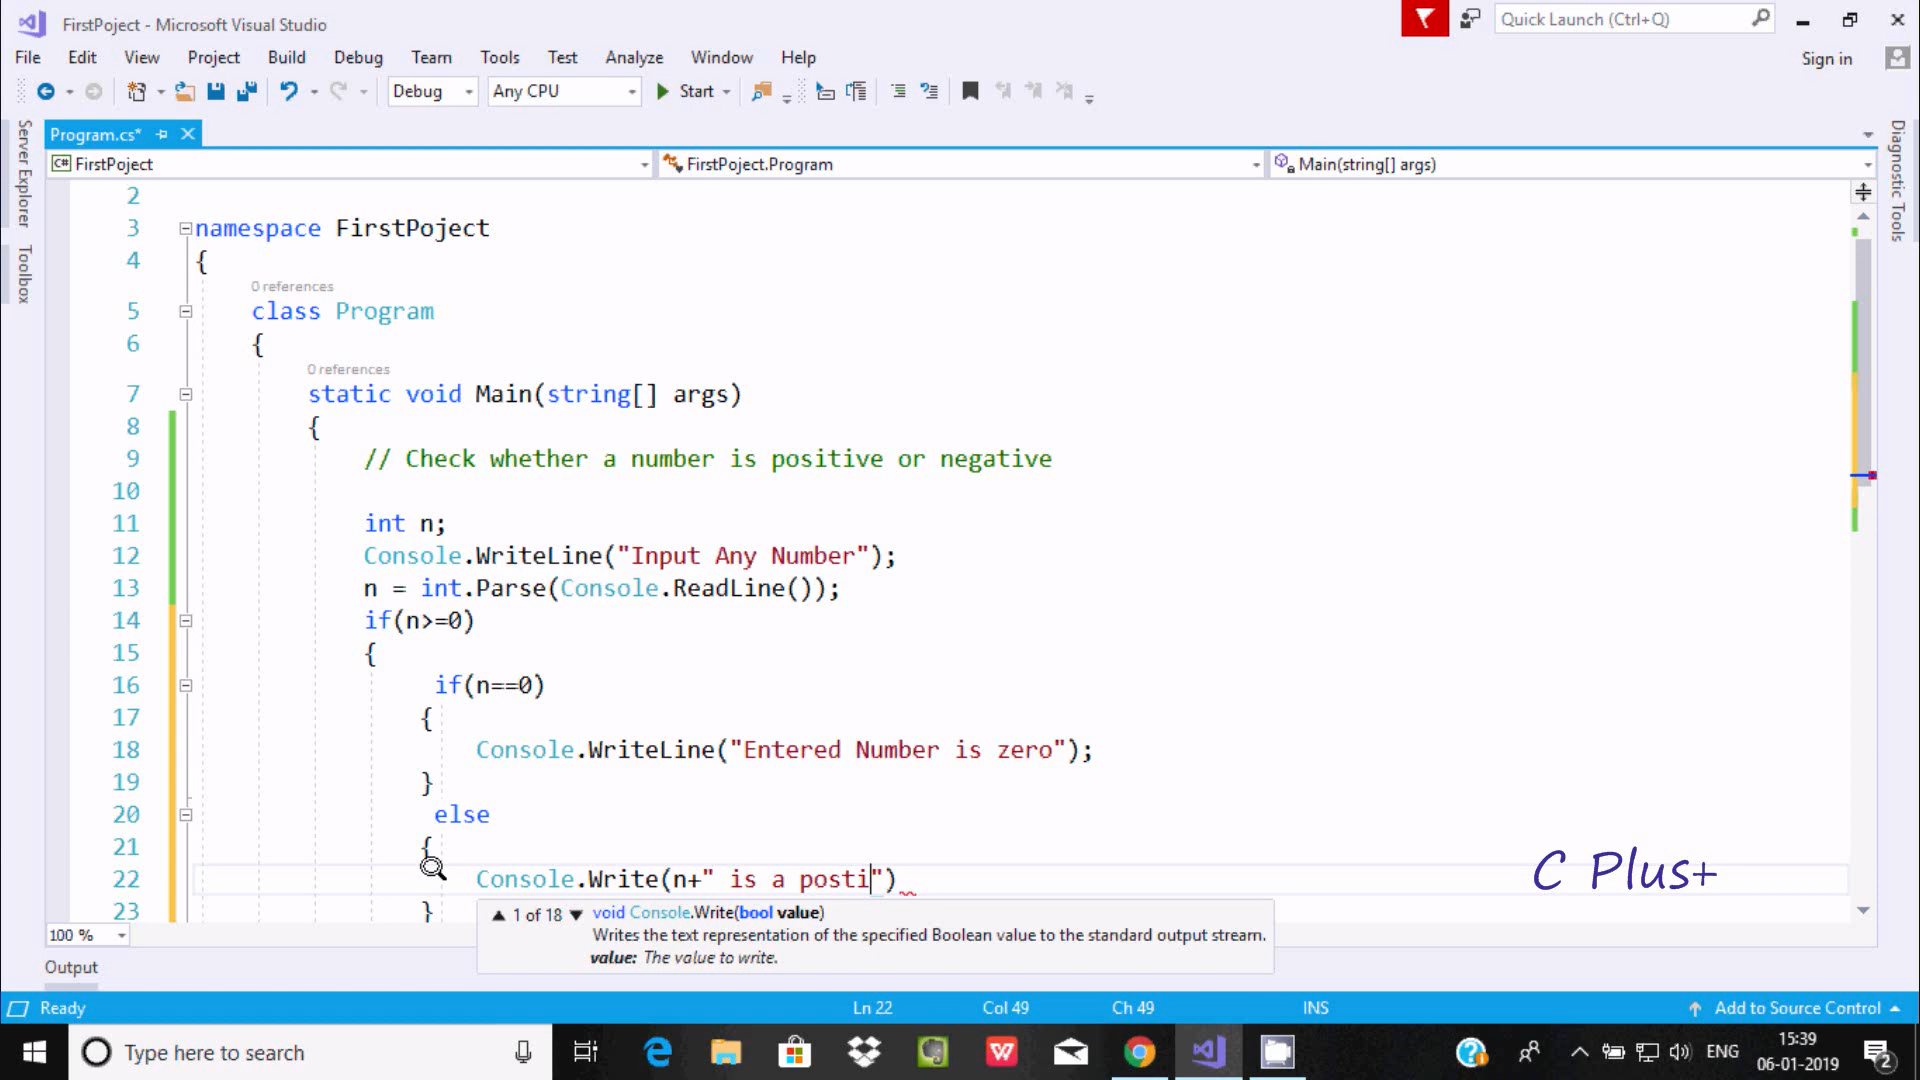 FirstPoject - Microsoft Visual Studio
Quick Launch (Ctrl+Q)
File Edit View Project Build Debug Team Tools Test Analyze Window Help
Sign in
Debug Any CPU Start
Server Explorer
Toolbox
Diagnostic Tools
Program.cs*
C# FirstPoject
FirstPoject.Program
Main(string[] args)
2
3 namespace FirstPoject
4 {
0 references
5 class Program
6 {
0 references
7 static void Main(string[] args)
8 {
9 // Check whether a number is positive or negative
10
11 int n;
12 Console.WriteLine("Input Any Number");
13 n = int.Parse(Console.ReadLine());
14 if(n>=0)
15 {
16 if(n==0)
17 {
18 Console.WriteLine("Entered Number is zero");
19 }
20 else
21 {
22 Console.Write(n+" is a posti")
23 }
C Plus+
1 of 18 void Console.Write(bool value)
Writes the text representation of the specified Boolean value to the standard output stream.
value: The value to write.
100 %
Output
Ready Ln 22 Col 49 Ch 49 INS Add to Source Control
Type here to search
ENG
15:39
06-01-2019
2